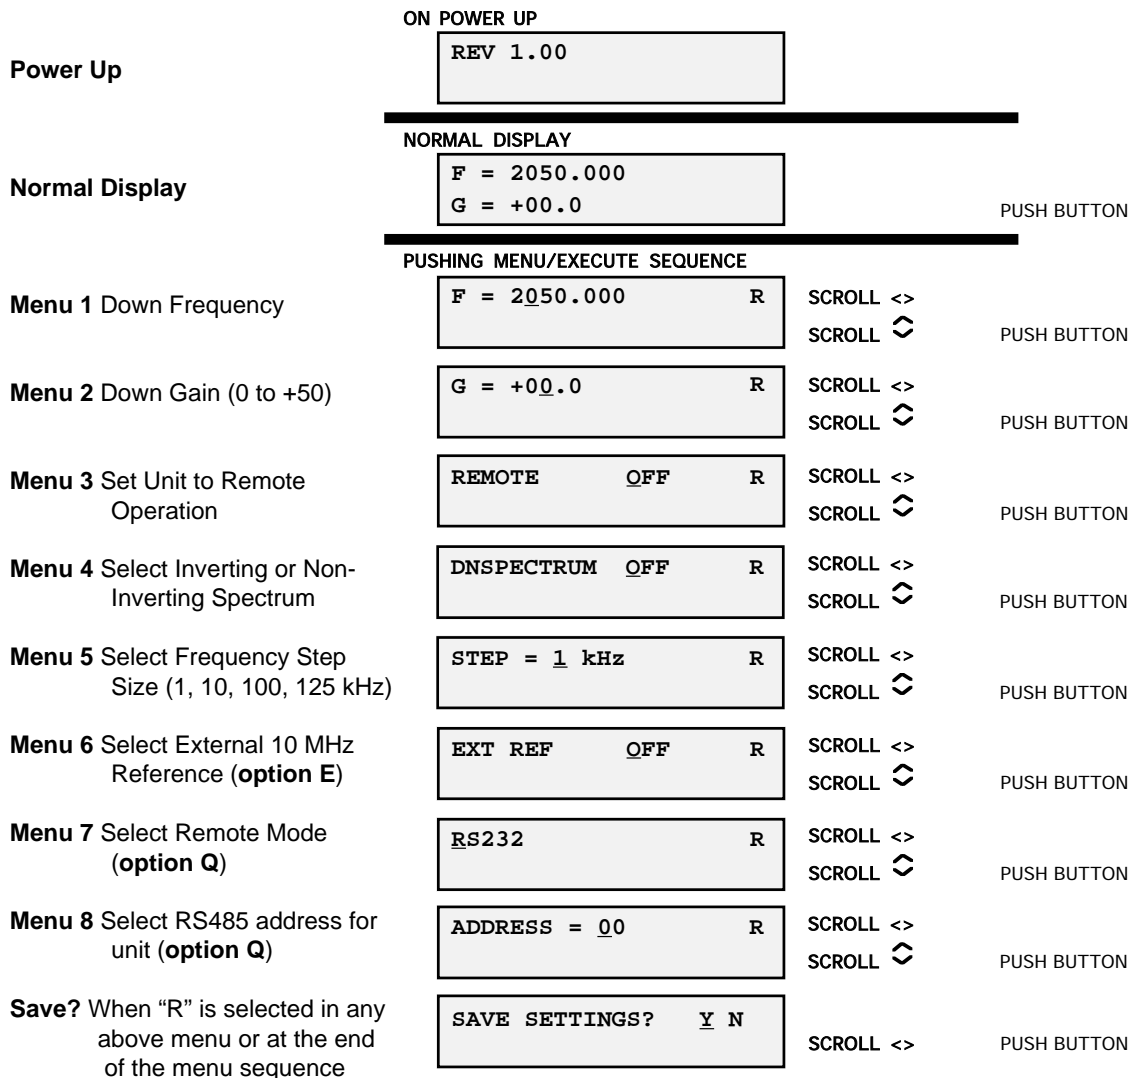 ON POWER UP
Power Up
REV 1.00
NORMAL DISPLAY
Normal Display
F = 2050.000
G = +00.0
PUSH BUTTON
PUSHING MENU/EXECUTE SEQUENCE
Menu 1 Down Frequency
F = 2050.000 R
SCROLL <>
SCROLL
PUSH BUTTON
Menu 2 Down Gain (0 to +50)
G = +00.0 R
SCROLL <>
SCROLL
PUSH BUTTON
Menu 3 Set Unit to Remote
Operation
REMOTE OFF R
SCROLL <>
SCROLL
PUSH BUTTON
Menu 4 Select Inverting or Non-
Inverting Spectrum
DNSPECTRUM OFF R
SCROLL <>
SCROLL
PUSH BUTTON
Menu 5 Select Frequency Step
Size (1, 10, 100, 125 kHz)
STEP = 1 kHz R
SCROLL <>
SCROLL
PUSH BUTTON
Menu 6 Select External 10 MHz
Reference (option E)
EXT REF OFF R
SCROLL <>
SCROLL
PUSH BUTTON
Menu 7 Select Remote Mode
(option Q)
RS232 R
SCROLL <>
SCROLL
PUSH BUTTON
Menu 8 Select RS485 address for
unit (option Q)
ADDRESS = 00 R
SCROLL <>
SCROLL
PUSH BUTTON
Save? When “R” is selected in any
above menu or at the end
of the menu sequence
SAVE SETTINGS? Y N
SCROLL <>
PUSH BUTTON